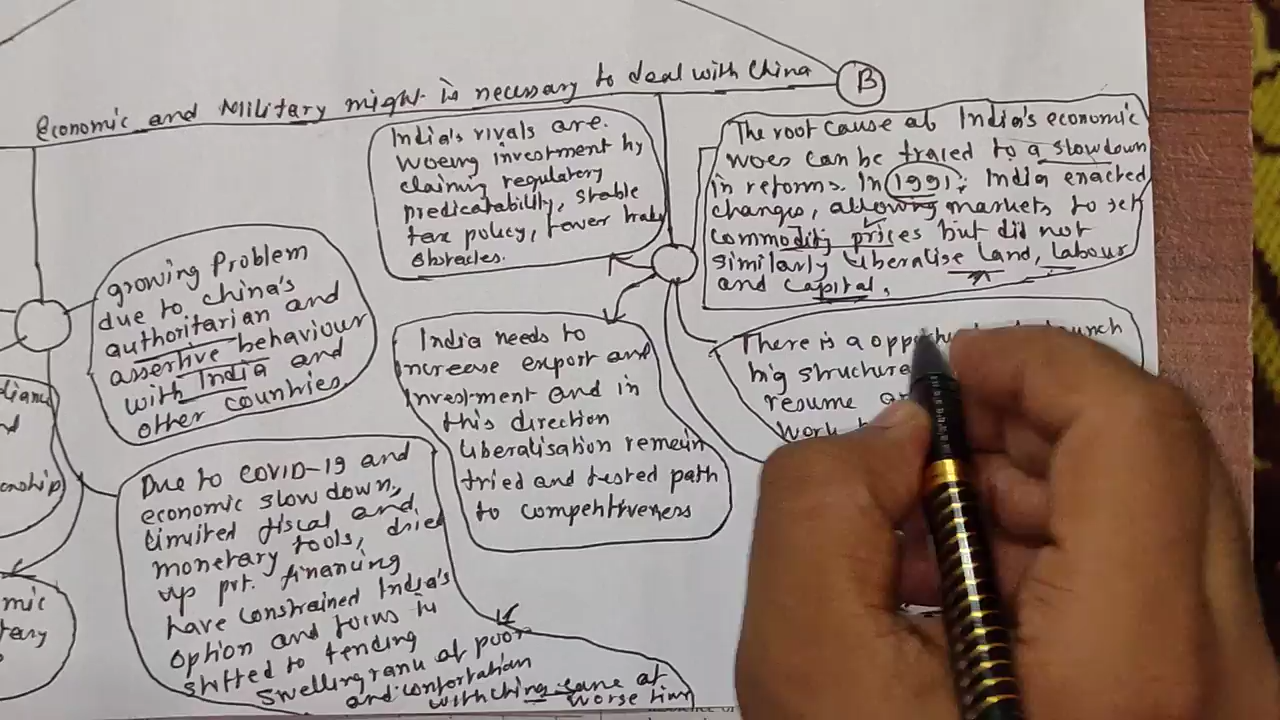 Economic and Military might is necessary to deal with China
B
India's rivals are
woeing investment by
claiming regulatory
predicatability, stable
tax policy, fewer trade
obstacles.
The root cause of India's economic
woes can be traced to a slowdown
in reforms. In 1991, India enacted
changes, allowing markets to set
commodity prices but did not
similarly liberalise Land, labour
and capital.
growing Problem
due to China's
authoritarian and
assertive behaviour
with India and
other countries.
India needs to
increase export and
Investment and in
this direction
liberalisation remain
tried and tested path
to competitiveness
There is a
big
resume
work
Due to COVID-19 and
economic slow down,
limited fiscal and
monetary tools, dried
up pvt. financing
have constrained India's
option and focus is
shifted to tending
swelling rank of poor
and confortation
with China came at
worse time